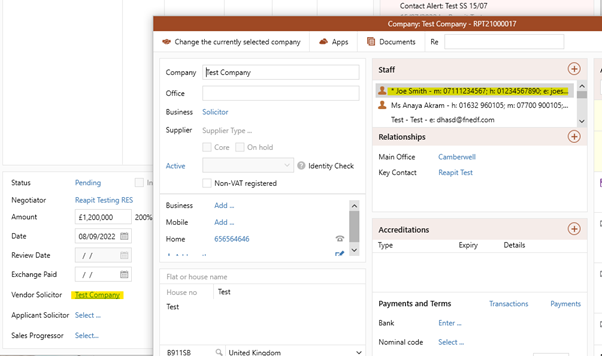 Contact Alert: Test SS 15/07
Company: Test Company - RPT21000017
Change the currently selected company
Apps
Documents
Re
Company
Test Company
Office
Business
Solicitor
Supplier
Supplier Type ...
Core
On hold
Active
Identity Check
Non-VAT registered
Business
Add ...
Mobile
Add ...
Home
656564646
Flat or house name
House no
Test
Test
B911SB
United Kingdom
Staff
* Joe Smith - m: 07111234567; h: 01234567890; e: joes...
Ms Anaya Akram - h: 01632 960105; m: 07700 900105;...
Test - Test - e: dhasd@fnedf.com
Relationships
Main Office
Camberwell
Key Contact
Reapit Test
Accreditations
Type
Expiry
Details
Payments and Terms
Transactions
Payments
Bank
Enter ...
Nominal code
Select ...
Status
Pending
In
Negotiator
Reapit Testing RES
Amount
£1,200,000
200%
Date
08/09/2022
Review Date
/ /
Exchange Paid
/ /
Vendor Solicitor
Test Company
Applicant Solicitor
Select ...
Sales Progressor
Select...